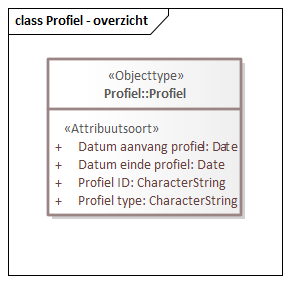 class Profiel - overzicht
«Objecttype»
Profiel::Profiel
«Attribuutsoort»
+ Datum aanvang profiel: Date
+ Datum einde profiel: Date
+ Profiel ID: CharacterString
+ Profiel type: CharacterString